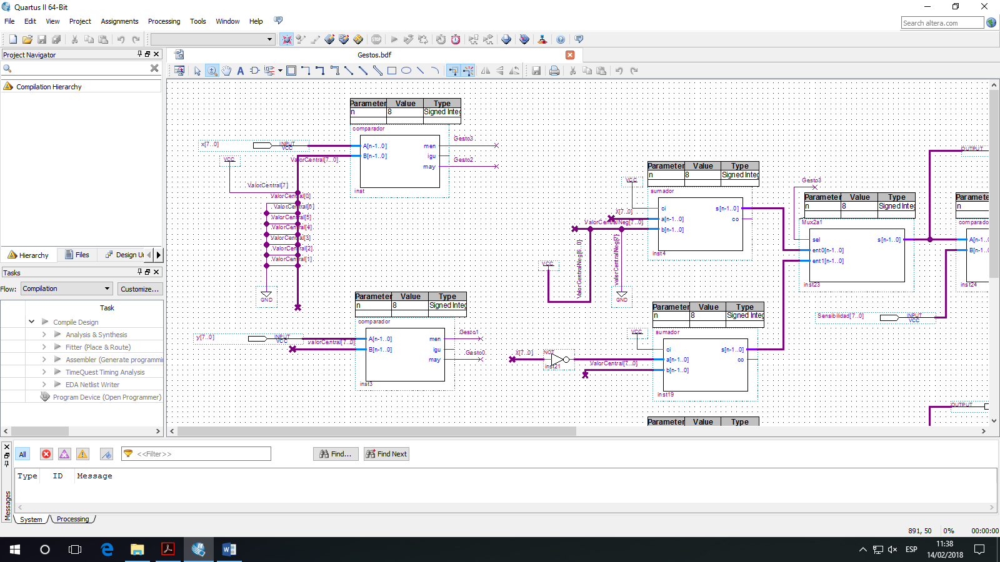 Quartus II 64-Bit
File Edit View Project Assignments Processing Tools Window Help
Search altera.com
Project Navigator
Gestos.bdf
Compilation Hierarchy
Hierarchy Files Design Un
Tasks
Flow: Compilation Customize...
Task
Compile Design
Analysis & Synthesis
Fitter (Place & Route)
Assembler (Generate programmin
TimeQuest Timing Analysis
EDA Netlist Writer
Program Device (Open Programmer)
Parameter Value Type
n 8 Signed Integ
comparador
x[7..0] INPUT VCC
A[n-1..0] men Gesto3
B[n-1..0] igu
may Gesto2
inst
VCC
ValorCentral[7..0]
ValorCentral[7]
ValorCentral[0]
ValorCentral[6]
ValorCentral[5]
ValorCentral[4]
ValorCentral[3]
ValorCentral[2]
ValorCentral[1]
GND
Parameter Value Type
n 8 Signed Integ
comparador
y[7..0] INPUT VCC
valorCentral[7..0]
A[n-1..0] men Gesto1
B[n-1..0] igu
may Gesto0
inst3
Parameter Value Type
n 8 Signed Integ
sumador
VCC
ci s[n-1..0]
X[7..0] a[n-1..0] co
ValorCentralNeg[7..0] b[n-1..0]
inst4
VCC
ValorCentralNeg[6..0]
valorCentralNeg[7]
GND
Parameter Value Type
n 8 Signed Integ
sumador
VCC
ci s[n-1..0]
X[7..0] NOT inst21 a[n-1..0] co
ValorCentral[7..0] b[n-1..0]
inst19
Parameter Value Type
Gesto3
Parameter Value Type
n 8 Signed Integ
Mux2a1
sel s[n-1..0]
ent0[n-1..0]
ent1[n-1..0]
inst23
OUTPUT
Paramete
n
comparado
A[n-1..
B[n-1..0
inst24
Sensibilidad[7..0] INPUT VCC
OUTPUT
All <<Filter>> Find... Find Next
Type ID Message
Messages
System Processing
891, 50 0% 00:00:00
ESP
11:38
14/02/2018